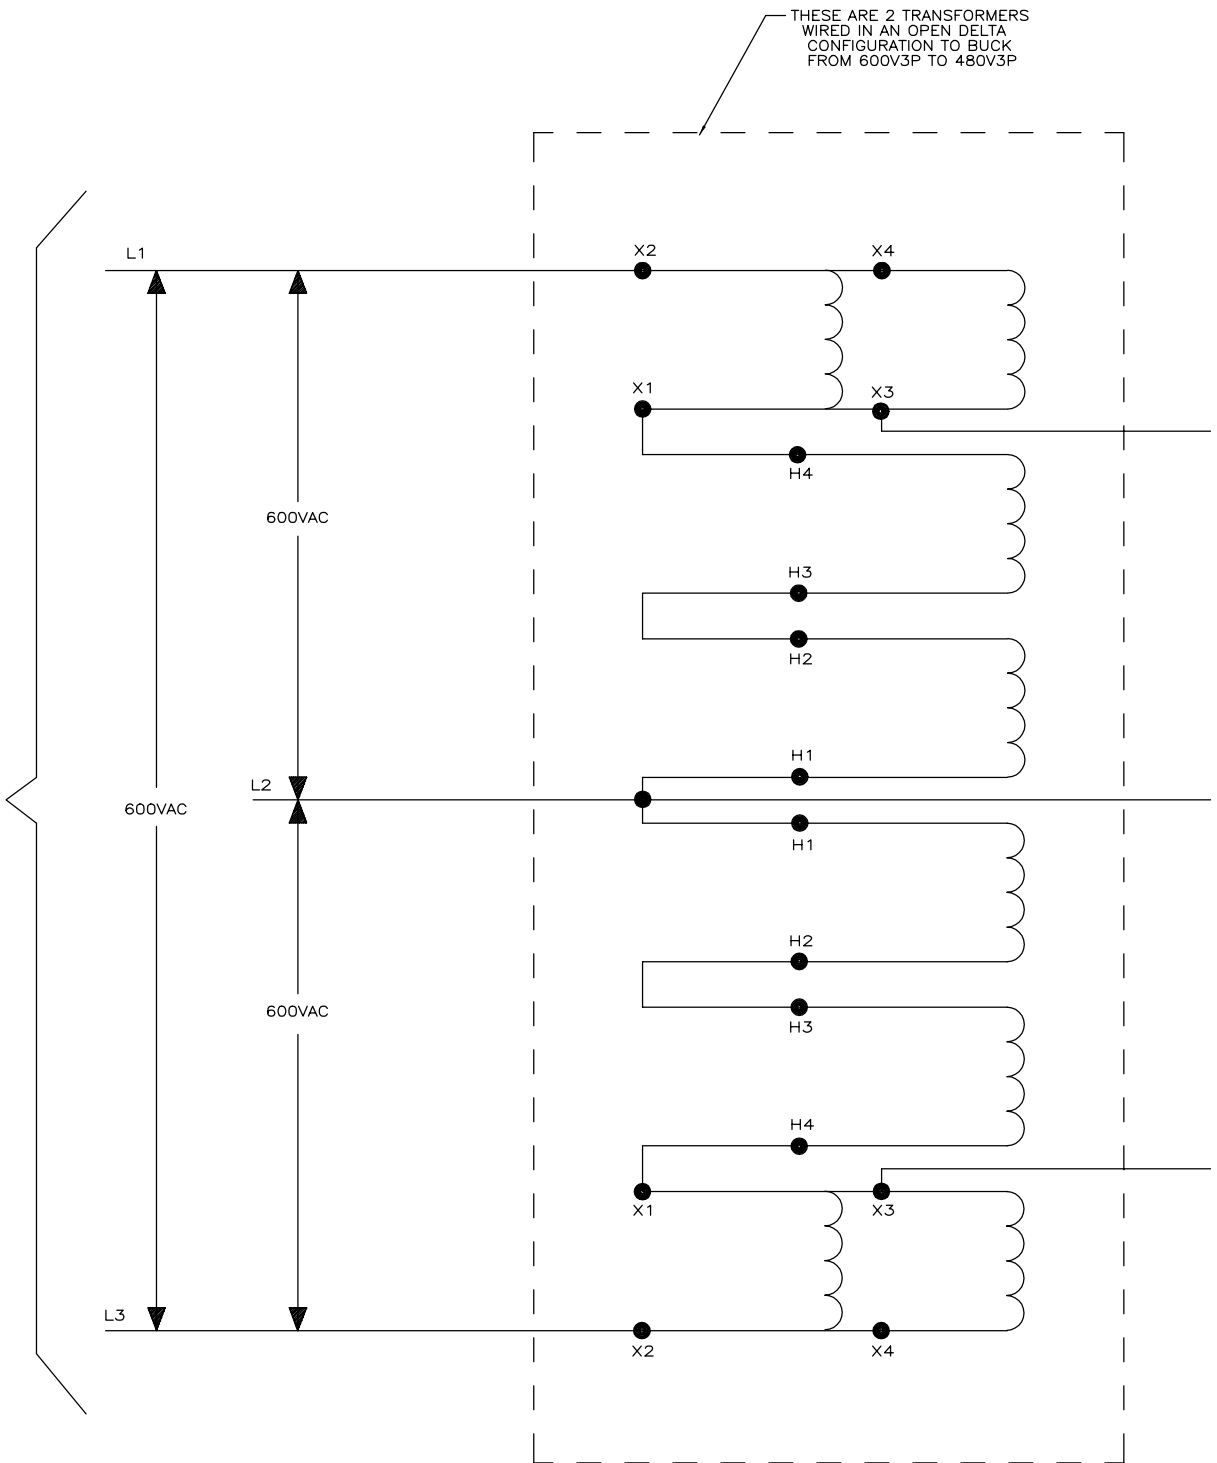 THESE ARE 2 TRANSFORMERS
WIRED IN AN OPEN DELTA
CONFIGURATION TO BUCK
FROM 600V3P TO 480V3P
L1
X2
X4
X1
X3
H4
600VAC
H3
H2
H1
L2
600VAC
H1
H2
600VAC
H3
H4
X1
X3
L3
X2
X4